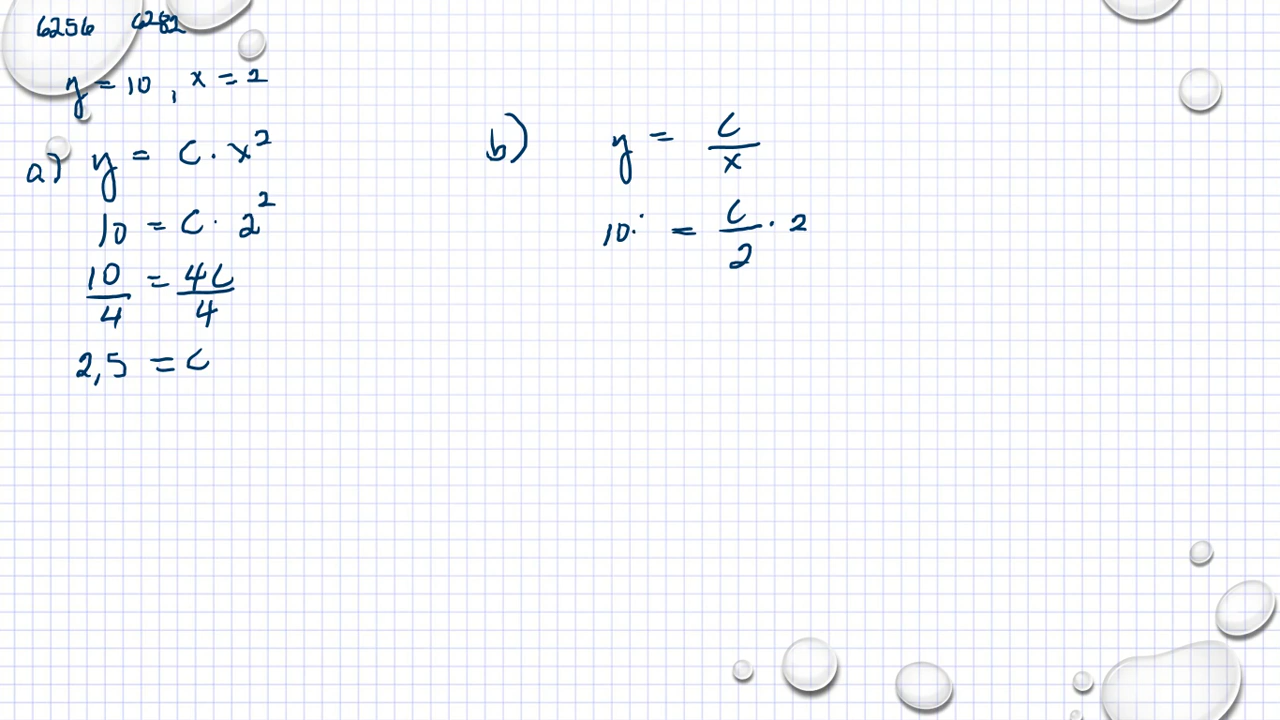 6256 6282
y = 10 , x = 2
a) y = C · x²
10 = C · 2²
10/4 = 4C/4
2,5 = C
b) y = C/x
10· = C/2 · 2